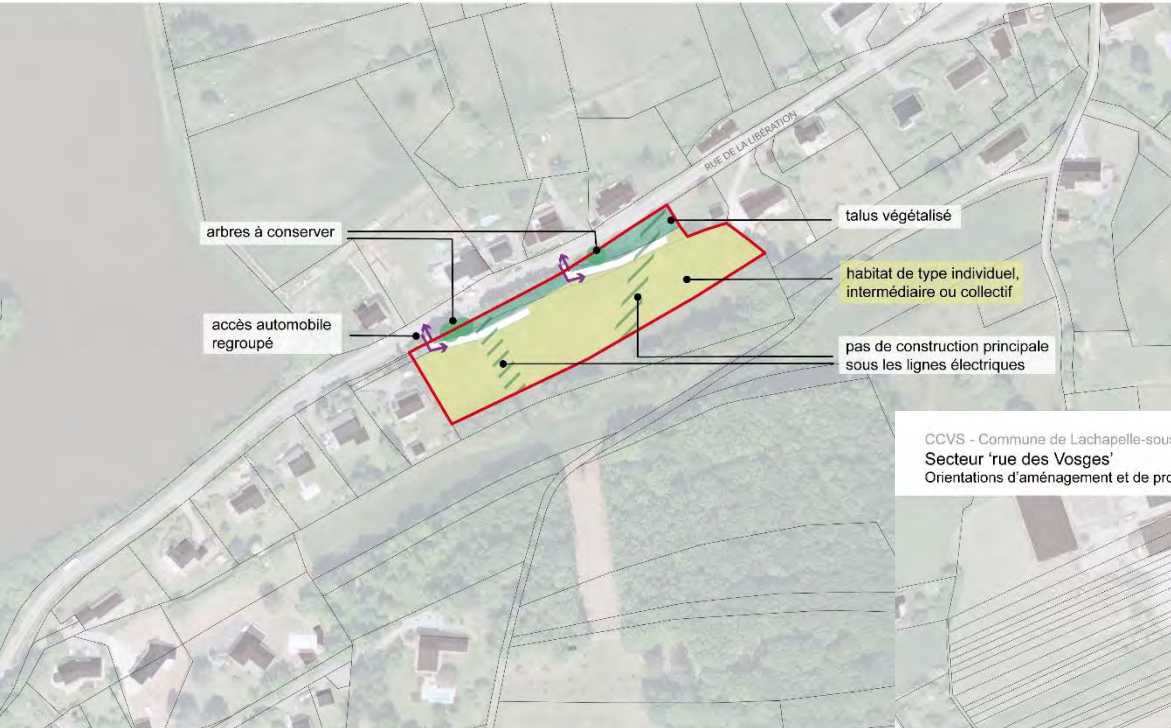 RUE DE LA LIBÉRATION
arbres à conserver
talus végétalisé
habitat de type individuel,
intermédiaire ou collectif
accès automobile
regroupé
pas de construction principale
sous les lignes électriques
CCVS - Commune de Lachapelle-sous
Secteur ‘rue des Vosges’
Orientations d'aménagement et de pro